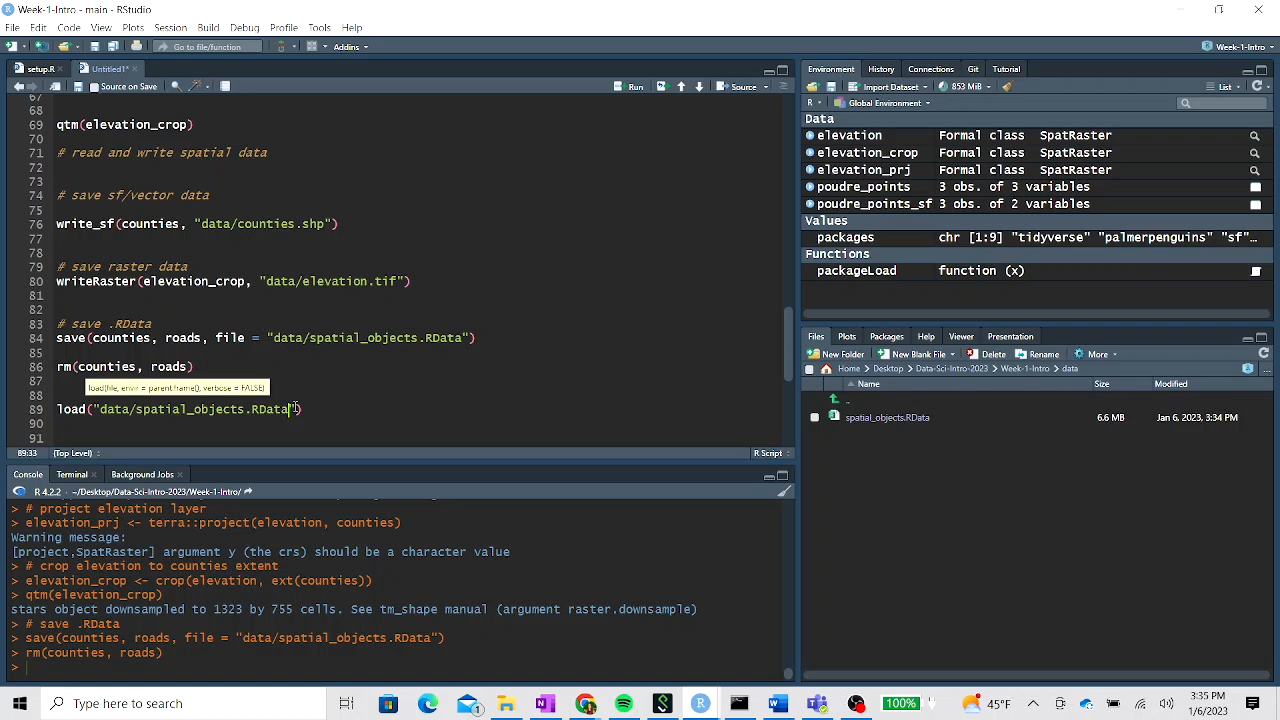 Week-1-Intro - main - RStudio
File Edit Code View Plots Session Build Debug Profile Tools Help
Go to file/function Addins Week-1-Intro
setup.R Untitled1*
Source on Save Run Source
67
68
69 qtm(elevation_crop)
70
71 # read and write spatial data
72
73
74 # save sf/vector data
75
76 write_sf(counties, "data/counties.shp")
77
78
79 # save raster data
80 writeRaster(elevation_crop, "data/elevation.tif")
81
82
83 # save .RData
84 save(counties, roads, file = "data/spatial_objects.RData")
85
86 rm(counties, roads)
87 load(file, envir = parent.frame(), verbose = FALSE)
88
89 load("data/spatial_objects.RData")
90
91
89:33 (Top Level) R Script
Console Terminal Background Jobs
R 4.2.2 · ~/Desktop/Data-Sci-Intro-2023/Week-1-Intro/
> # project elevation layer
> elevation_prj <- terra::project(elevation, counties)
Warning message:
[project,SpatRaster] argument y (the crs) should be a character value
> # crop elevation to counties extent
> elevation_crop <- crop(elevation, ext(counties))
> qtm(elevation_crop)
stars object downsampled to 1323 by 755 cells. See tm_shape manual (argument raster.downsample)
> # save .RData
> save(counties, roads, file = "data/spatial_objects.RData")
> rm(counties, roads)
>
Environment History Connections Git Tutorial
Import Dataset 853 MiB List
R Global Environment
Data
elevation Formal class SpatRaster
elevation_crop Formal class SpatRaster
elevation_prj Formal class SpatRaster
poudre_points 3 obs. of 3 variables
poudre_points_sf 3 obs. of 2 variables
Values
packages chr [1:9] "tidyverse" "palmerpenguins" "sf"…
Functions
packageLoad function (x)
Files Plots Packages Help Viewer Presentation
New Folder New Blank File Delete Rename More
Home Desktop Data-Sci-Intro-2023 Week-1-Intro data
Name Size Modified
..
spatial_objects.RData 6.6 MB Jan 6, 2023, 3:34 PM
Type here to search 100% 45°F 1/6/2023